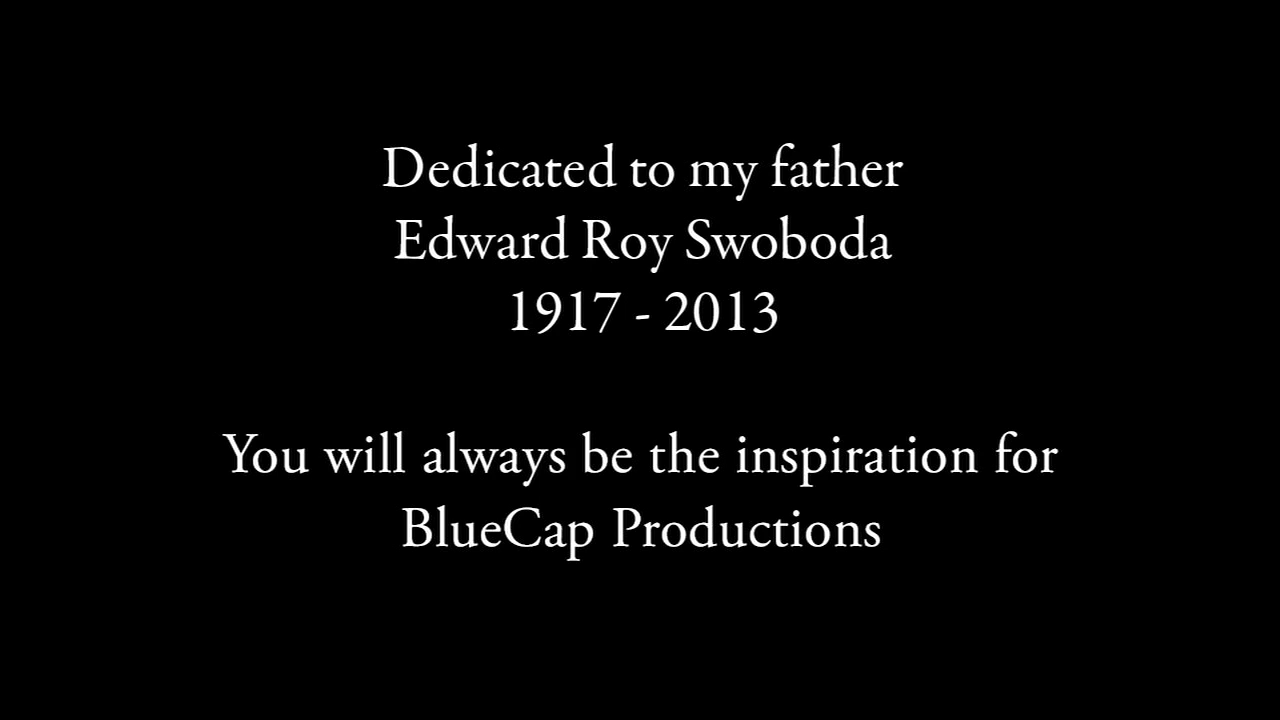 Dedicated to my father
Edward Roy Swoboda
1917 - 2013
You will always be the inspiration for
BlueCap Productions